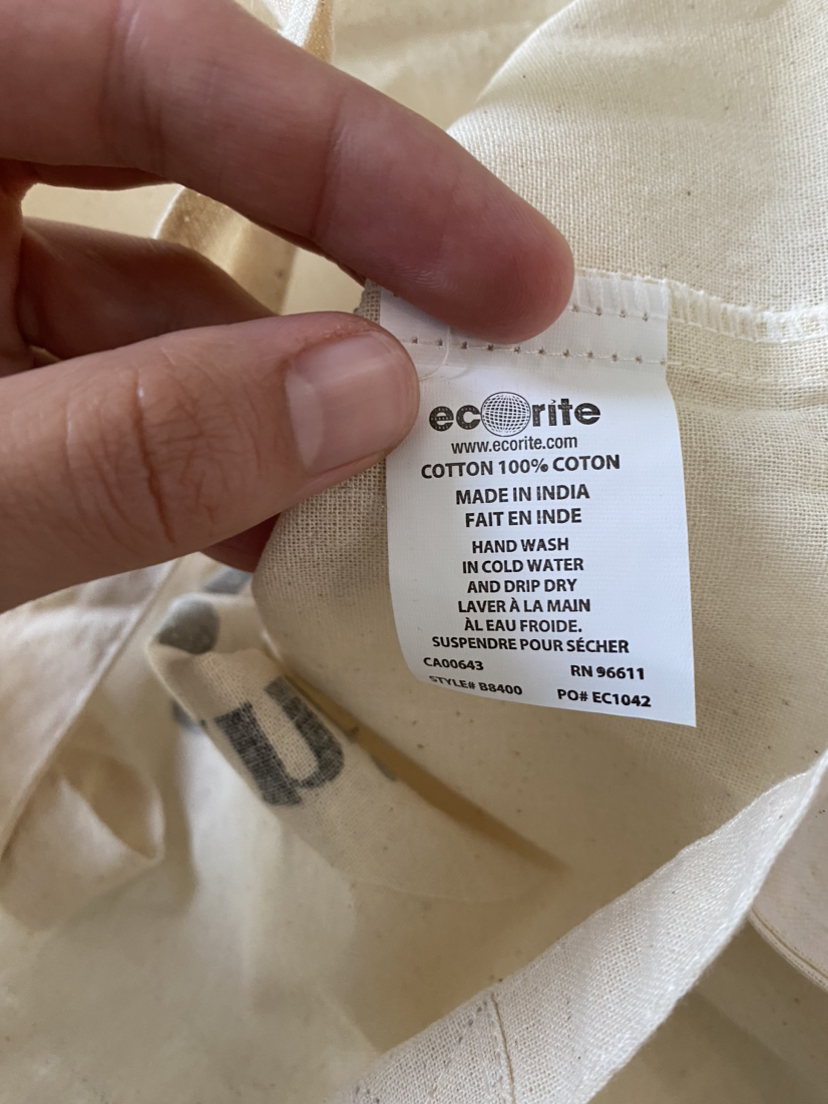 ecorite
www.ecorite.com
COTTON 100% COTON
MADE IN INDIA
FAIT EN INDE
HAND WASH
IN COLD WATER
AND DRIP DRY
LAVER À LA MAIN
ÀL EAU FROIDE.
SUSPENDRE POUR SÉCHER
CA00643 RN 96611
STYLE# B8400 PO# EC1042